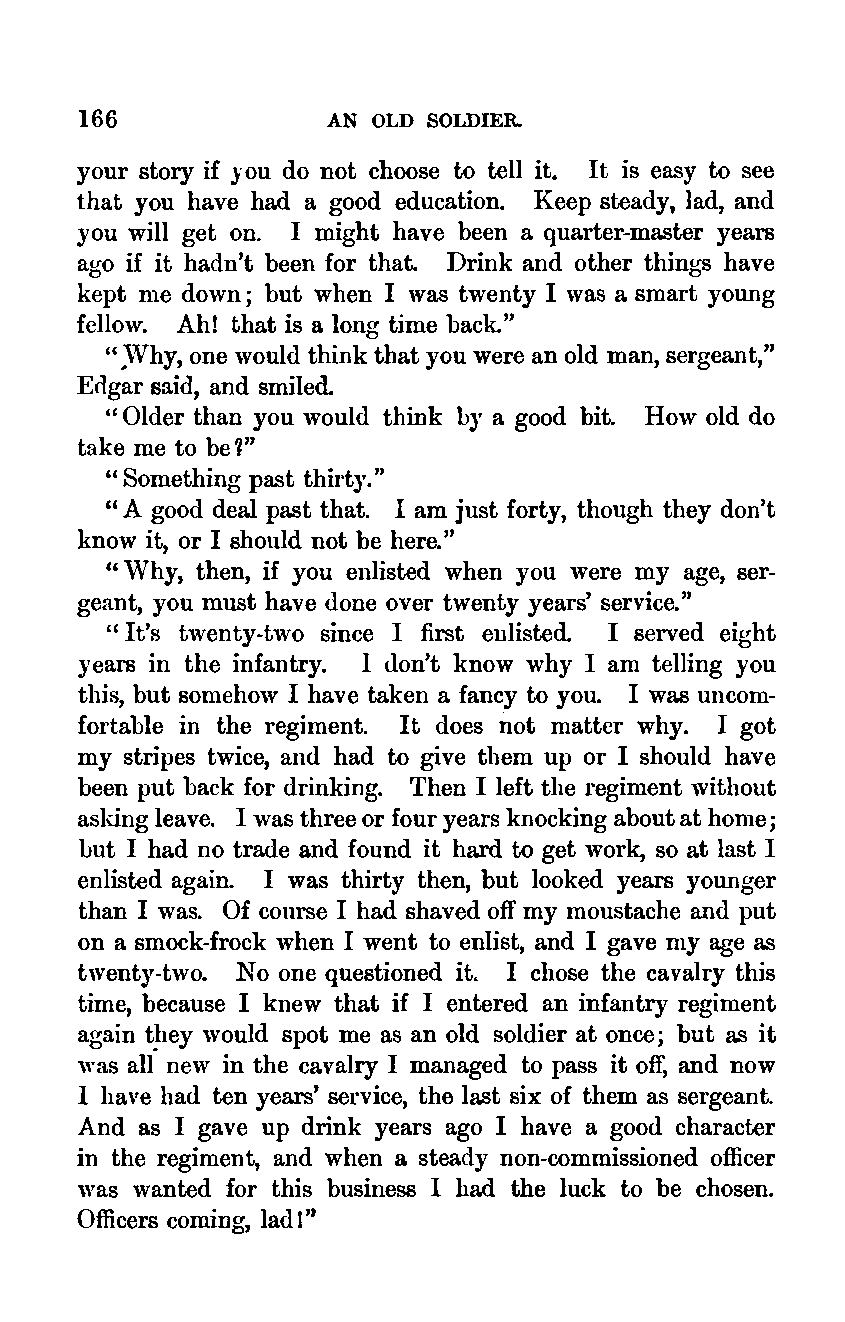 166 AN OLD SOLDIER.
your story if you do not choose to tell it. It is easy to see
that you have had a good education. Keep steady, lad, and
you will get on. I might have been a quarter-master years
ago if it hadn't been for that. Drink and other things have
kept me down; but when I was twenty I was a smart young
fellow. Ah! that is a long time back."
"Why, one would think that you were an old man, sergeant,"
Edgar said, and smiled.
"Older than you would think by a good bit. How old do
take me to be?"
"Something past thirty."
"A good deal past that. I am just forty, though they don't
know it, or I should not be here."
"Why, then, if you enlisted when you were my age, ser-
geant, you must have done over twenty years' service."
"It's twenty-two since I first enlisted. I served eight
years in the infantry. I don't know why I am telling you
this, but somehow I have taken a fancy to you. I was uncom-
fortable in the regiment. It does not matter why. I got
my stripes twice, and had to give them up or I should have
been put back for drinking. Then I left the regiment without
asking leave. I was three or four years knocking about at home;
but I had no trade and found it hard to get work, so at last I
enlisted again. I was thirty then, but looked years younger
than I was. Of course I had shaved off my moustache and put
on a smock-frock when I went to enlist, and I gave my age as
twenty-two. No one questioned it. I chose the cavalry this
time, because I knew that if I entered an infantry regiment
again they would spot me as an old soldier at once; but as it
was all new in the cavalry I managed to pass it off, and now
I have had ten years' service, the last six of them as sergeant.
And as I gave up drink years ago I have a good character
in the regiment, and when a steady non-commissioned officer
was wanted for this business I had the luck to be chosen.
Officers coming, lad!"